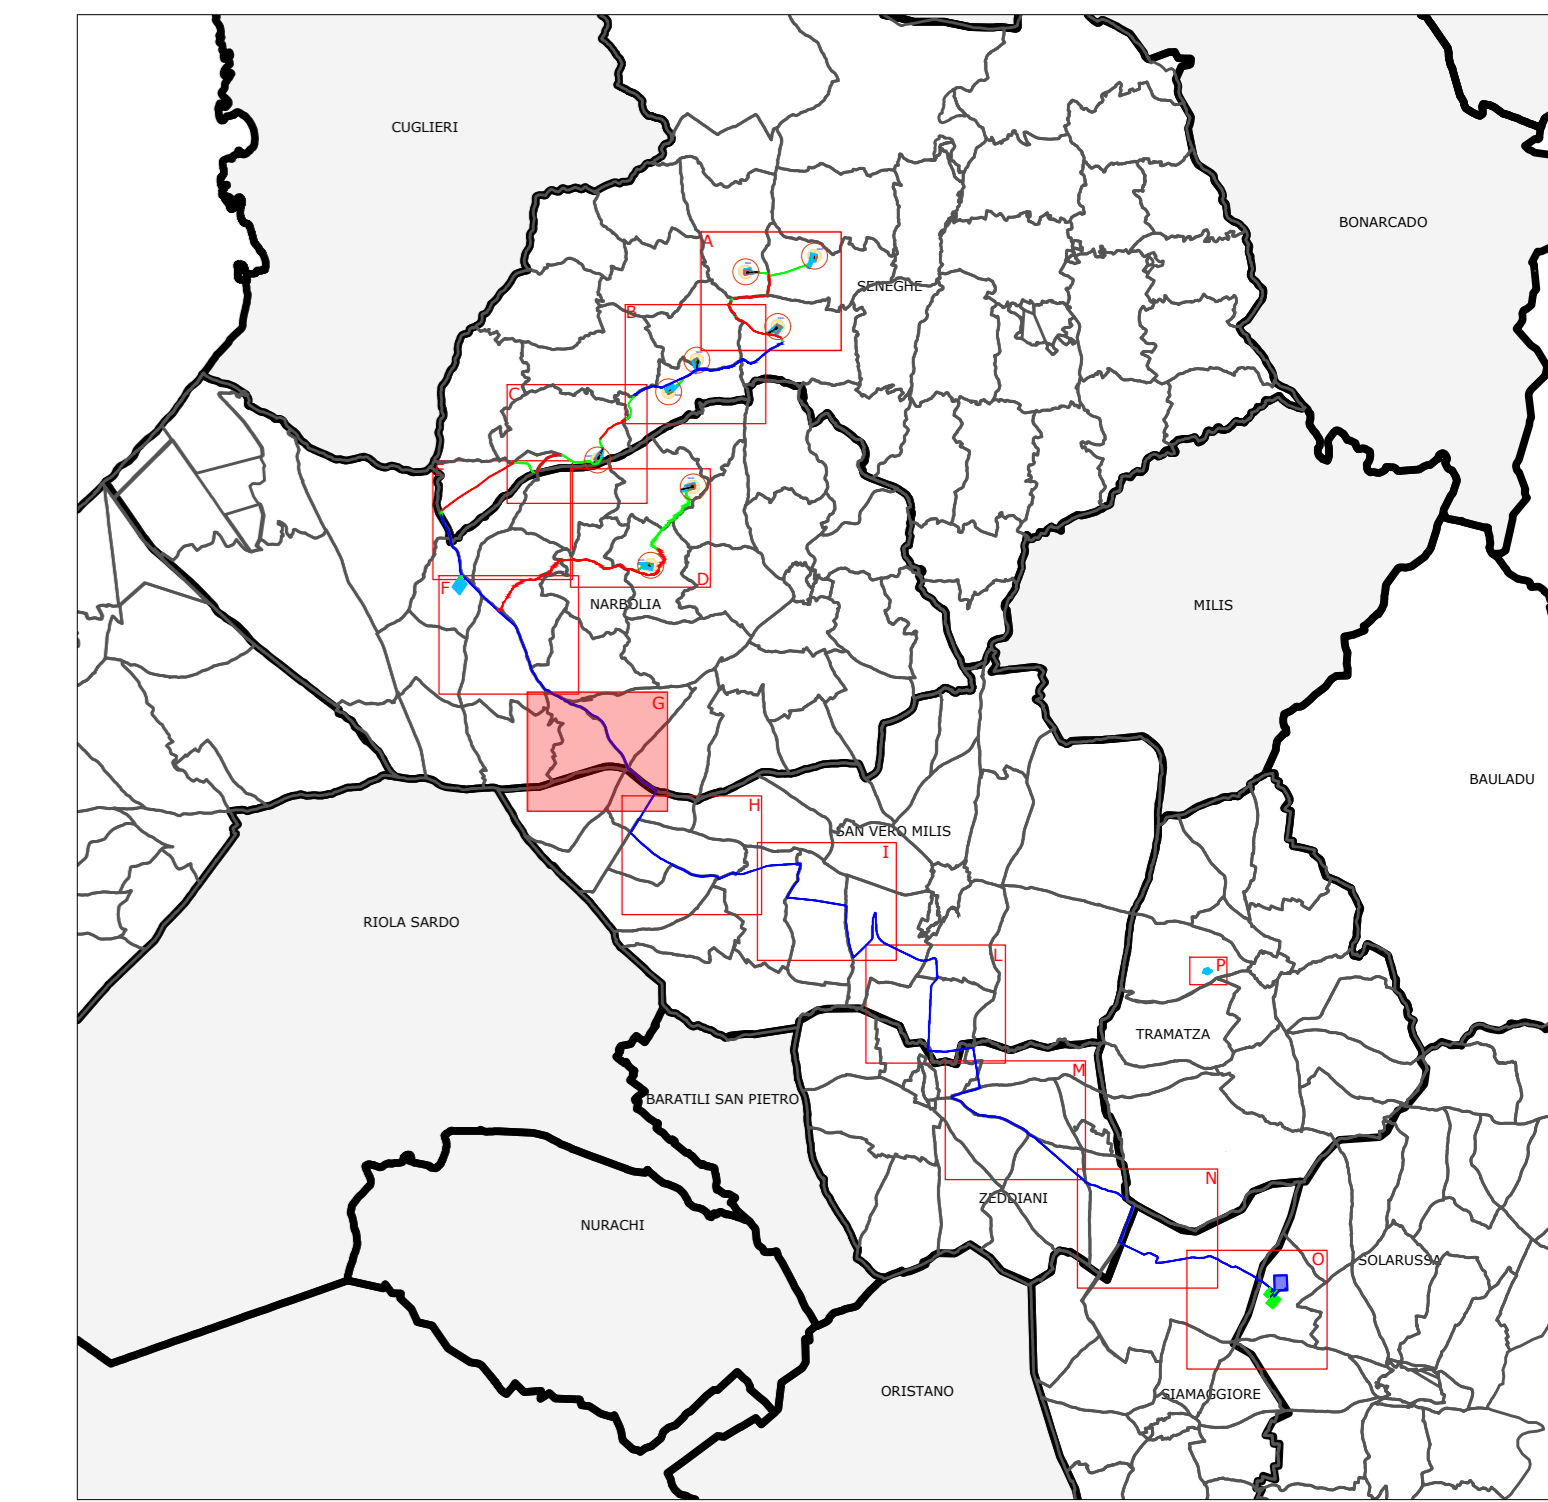 CUGLIERI
BONARCADO
A
SENEGHE
B
C
D
F
NARBOLIA
MILIS
G
BAULADU
H
SAN VERO MILIS
I
RIOLA SARDO
L
P
TRAMATZA
M
BARATILI SAN PIETRO
N
ZEDDIANI
NURACHI
O
SOLARUSSA
ORISTANO
SIAMAGGIORE